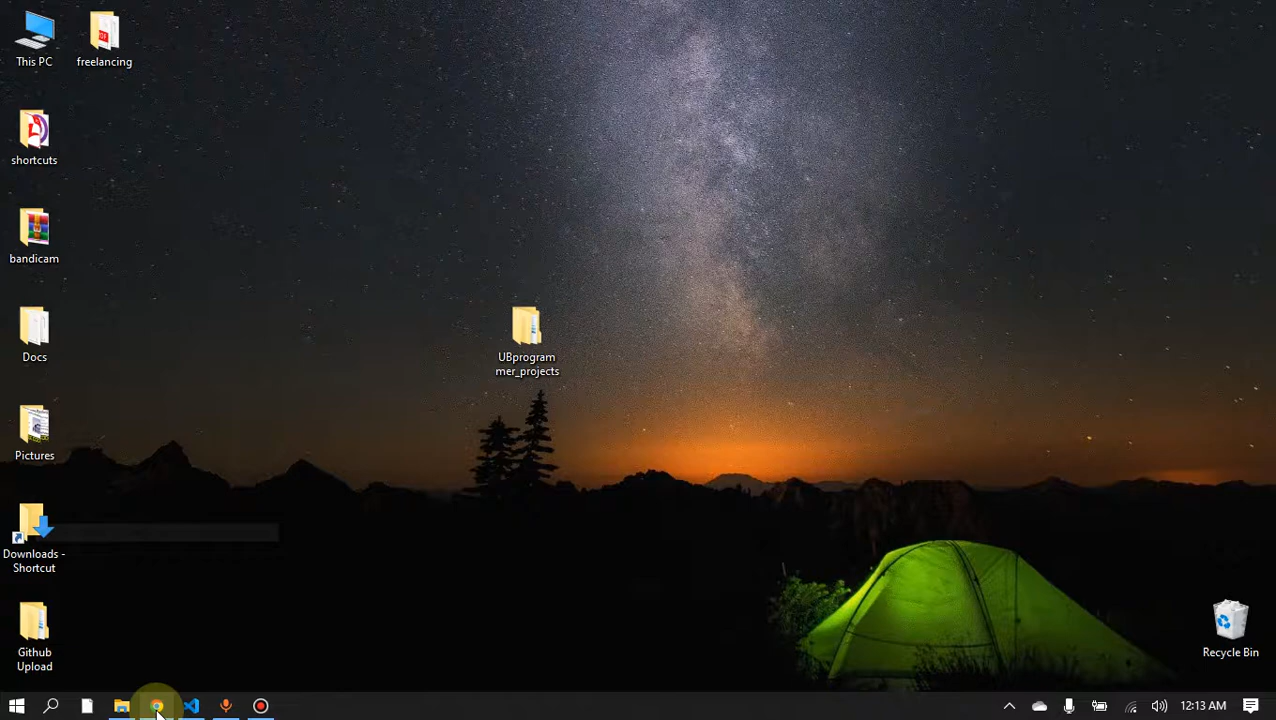 This PC
freelancing
shortcuts
bandicam
Docs
UBprogram
mer_projects
Pictures
Downloads -
Shortcut
Github
Upload
Recycle Bin
12:13 AM